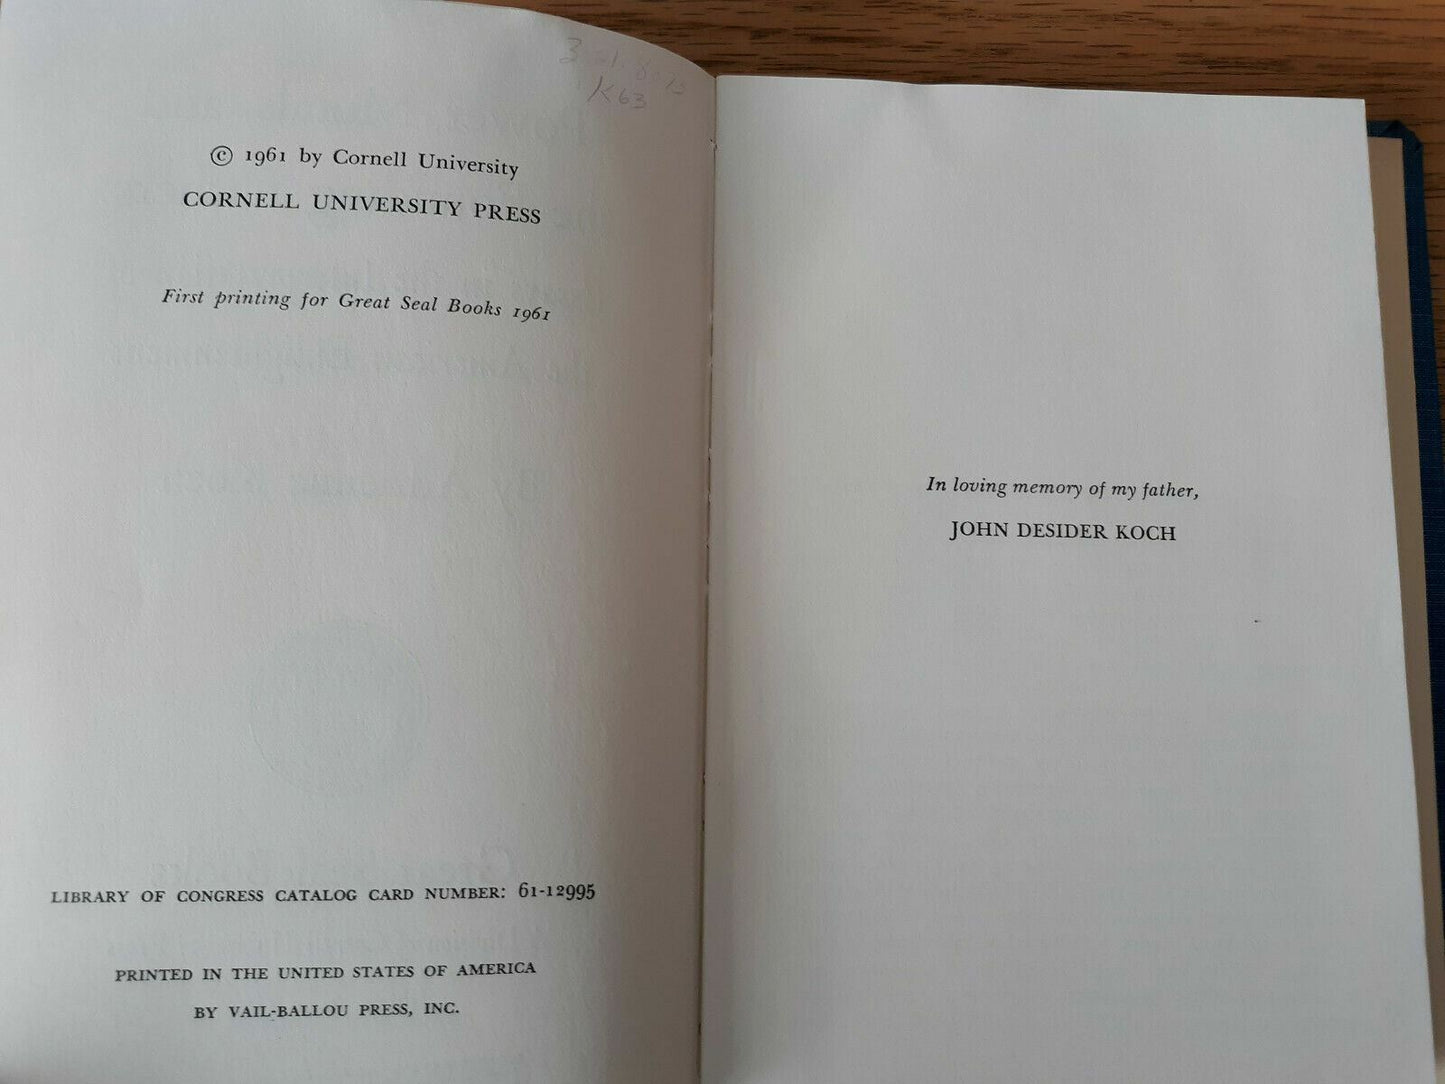 K63
© 1961 by Cornell University
CORNELL UNIVERSITY PRESS
First printing for Great Seal Books 1961
LIBRARY OF CONGRESS CATALOG CARD NUMBER: 61-12995
PRINTED IN THE UNITED STATES OF AMERICA
BY VAIL-BALLOU PRESS, INC.
In loving memory of my father,
JOHN DESIDER KOCH